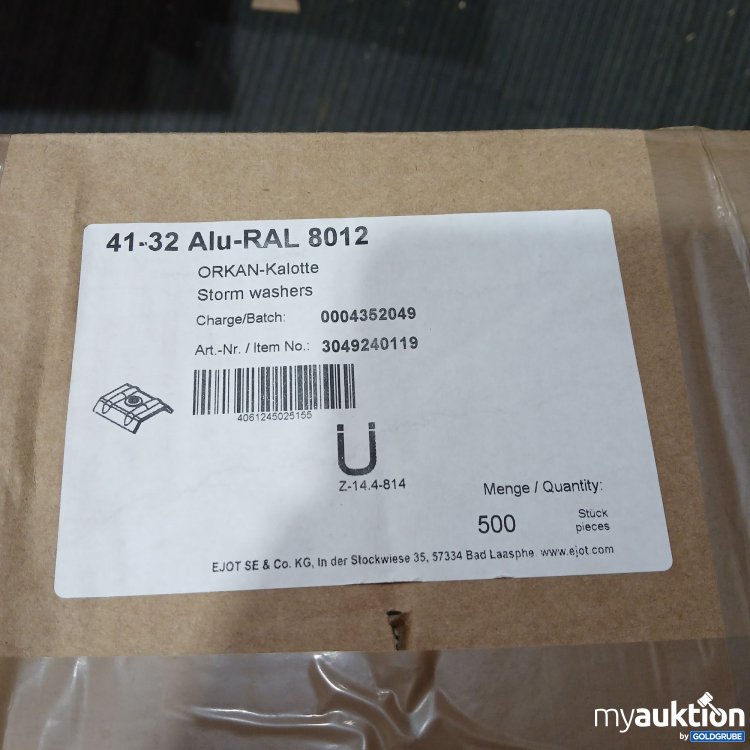 41-32 Alu-RAL 8012
ORKAN-Kalotte
Storm washers
Charge/Batch: 0004352049
Art.-Nr. / Item No.: 3049240119
4061245025155
Ü
Z-14.4-814
Menge / Quantity:
500 Stück
pieces
EJOT SE & Co. KG, In der Stockwiese 35, 57334 Bad Laasphe www.ejot.com
myauktion
by GOLDGRUBE